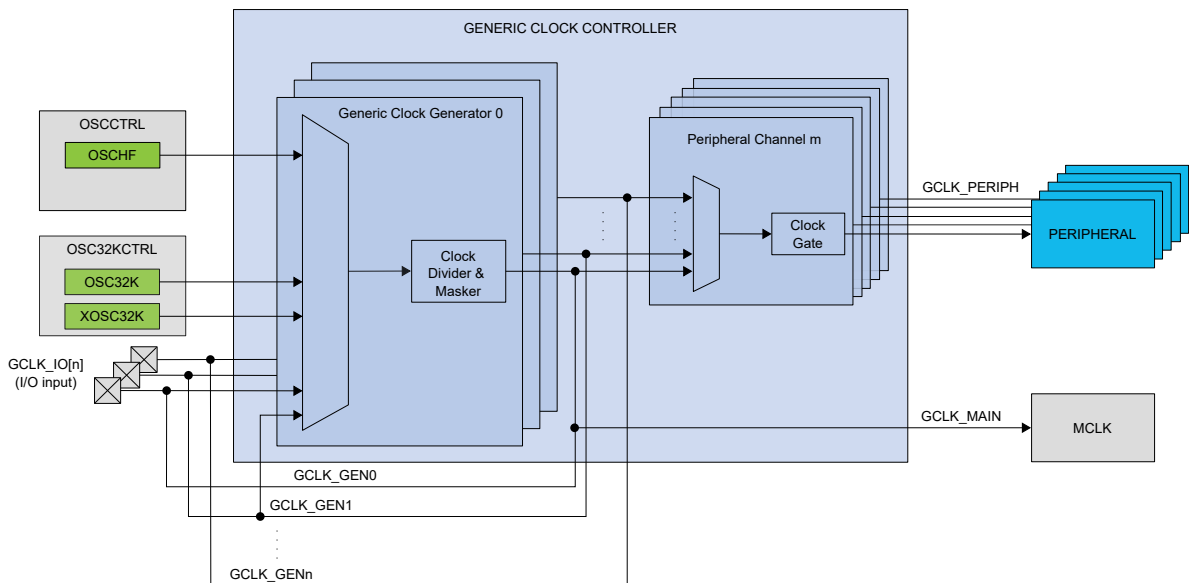 GENERIC CLOCK CONTROLLER
Generic Clock Generator 0
OSCCTRL
OSCHF
Peripheral Channel m
GCLK_PERIPH
PERIPHERAL
Clock
Gate
OSC32KCTRL
OSC32K
XOSC32K
Clock
Divider &
Masker
GCLK_IO[n]
(I/O input)
GCLK_MAIN
MCLK
GCLK_GEN0
GCLK_GEN1
GCLK_GENn